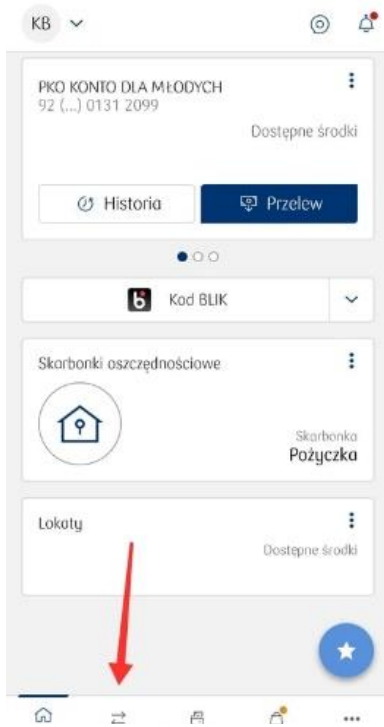 KB
PKO KONTO DLA MŁODYCH
92 (...) 0131 2099
Dostępne środki
Historia
Przelew
Kod BLIK
Skarbonki oszczędnościowe
Skarbonka
Pożyczka
Lokaty
Dostępne środki